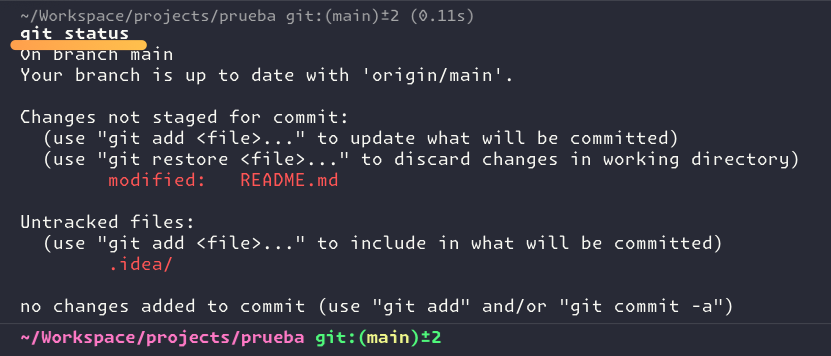 ~/Workspace/projects/prueba git:(main)±2 (0.11s)
git status
On branch main
Your branch is up to date with 'origin/main'.
Changes not staged for commit:
(use "git add <file>..." to update what will be committed)
(use "git restore <file>..." to discard changes in working directory)
modified:   README.md
Untracked files:
(use "git add <file>..." to include in what will be committed)
.idea/
no changes added to commit (use "git add" and/or "git commit -a")
~/Workspace/projects/prueba git:(main)±2